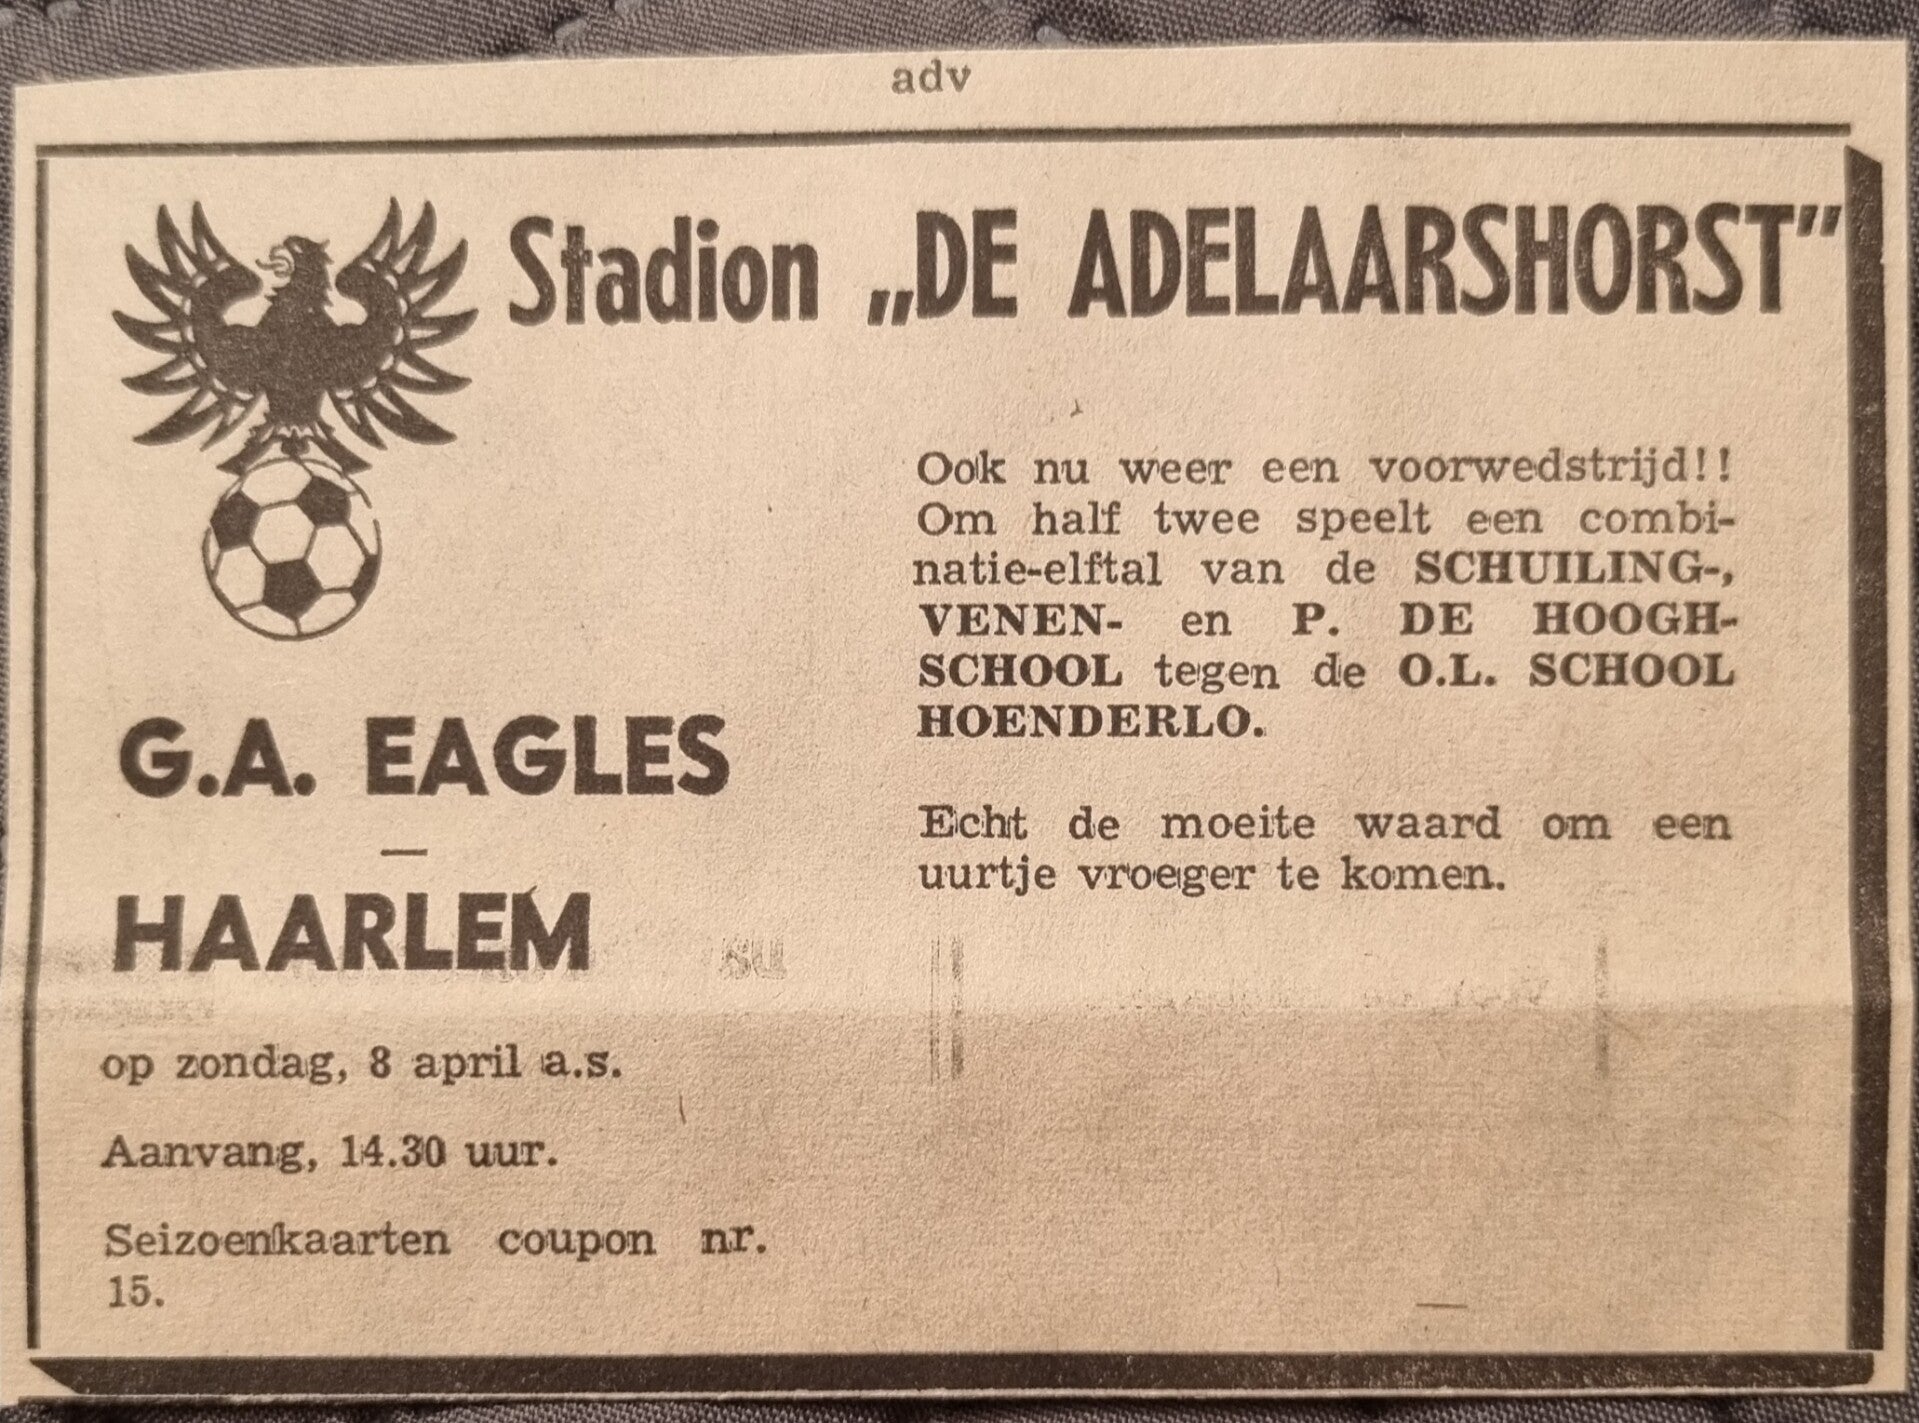 adv
Stadion „DE ADELAARSHORST”
G.A. EAGLES
—
HAARLEM
op zondag, 8 april a.s.
Aanvang, 14.30 uur.
Seizoenkaarten coupon nr.
15.
Ook nu weer een voorwedstrijd!!
Om half twee speelt een combi-
natie-elftal van de SCHUILING-,
VENEN- en P. DE HOOGH-
SCHOOL tegen de O.L. SCHOOL
HOENDERLO.
Echt de moeite waard om een
uurtje vroeger te komen.